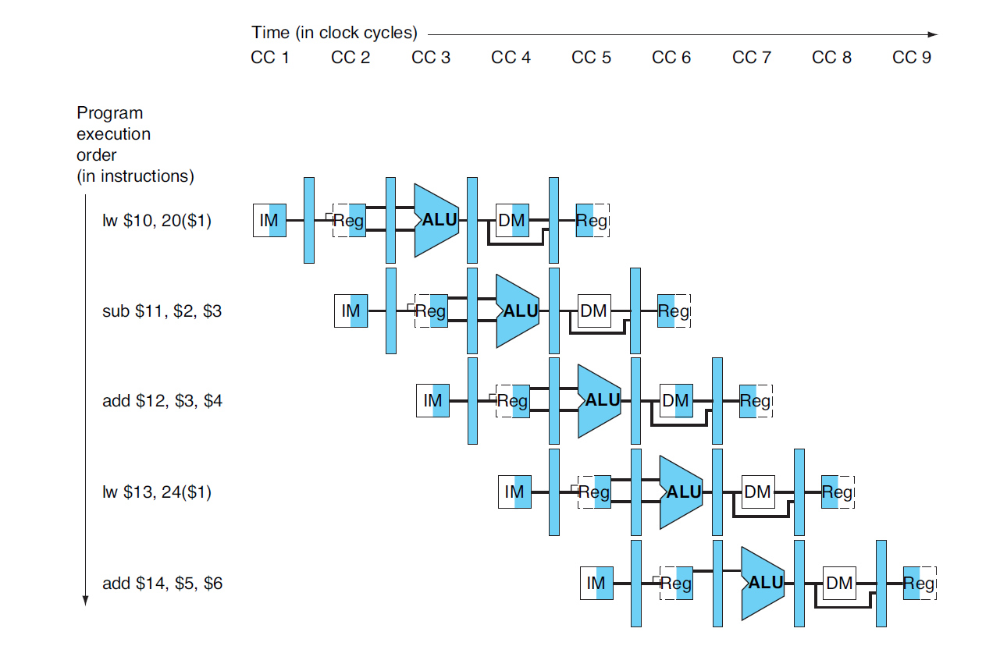 Time (in clock cycles)
CC 1 CC 2 CC 3 CC 4 CC 5 CC 6 CC 7 CC 8 CC 9
Program
execution
order
(in instructions)
lw $10, 20($1) IM Reg ALU DM Reg
sub $11, $2, $3 IM Reg ALU DM Reg
add $12, $3, $4 IM Reg ALU DM Reg
lw $13, 24($1) IM Reg ALU DM Reg
add $14, $5, $6 IM Reg ALU DM Reg